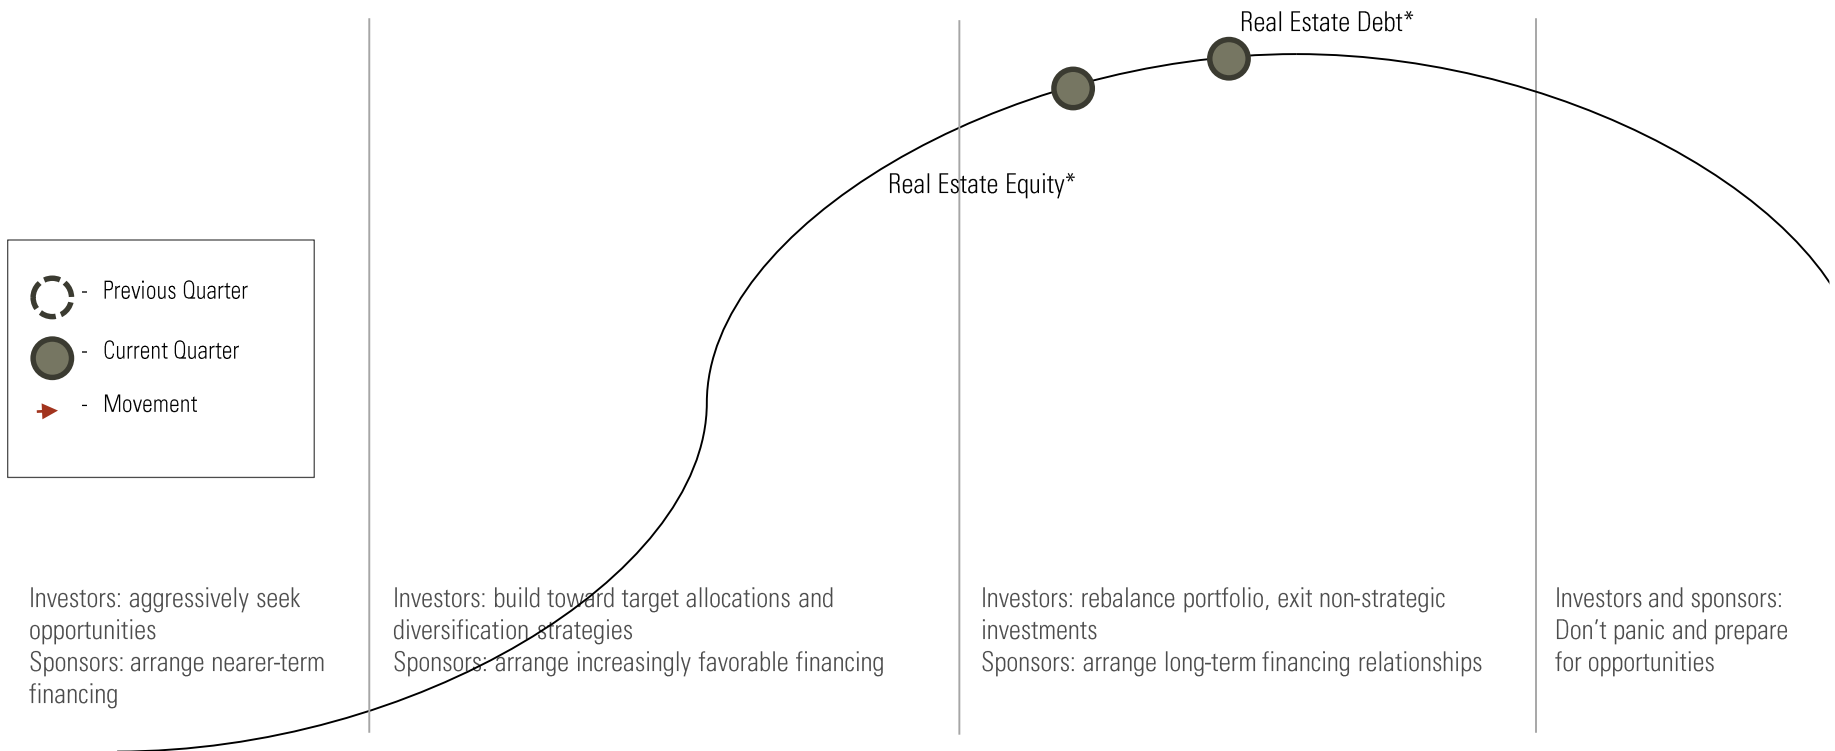 Real Estate Debt*
Real Estate Equity*
- Previous Quarter
- Current Quarter
- Movement
Investors: aggressively seek
opportunities
Sponsors: arrange nearer-term
financing
Investors: build toward target allocations and
diversification strategies
Sponsors: arrange increasingly favorable financing
Investors: rebalance portfolio, exit non-strategic
investments
Sponsors: arrange long-term financing relationships
Investors and sponsors:
Don’t panic and prepare
for opportunities